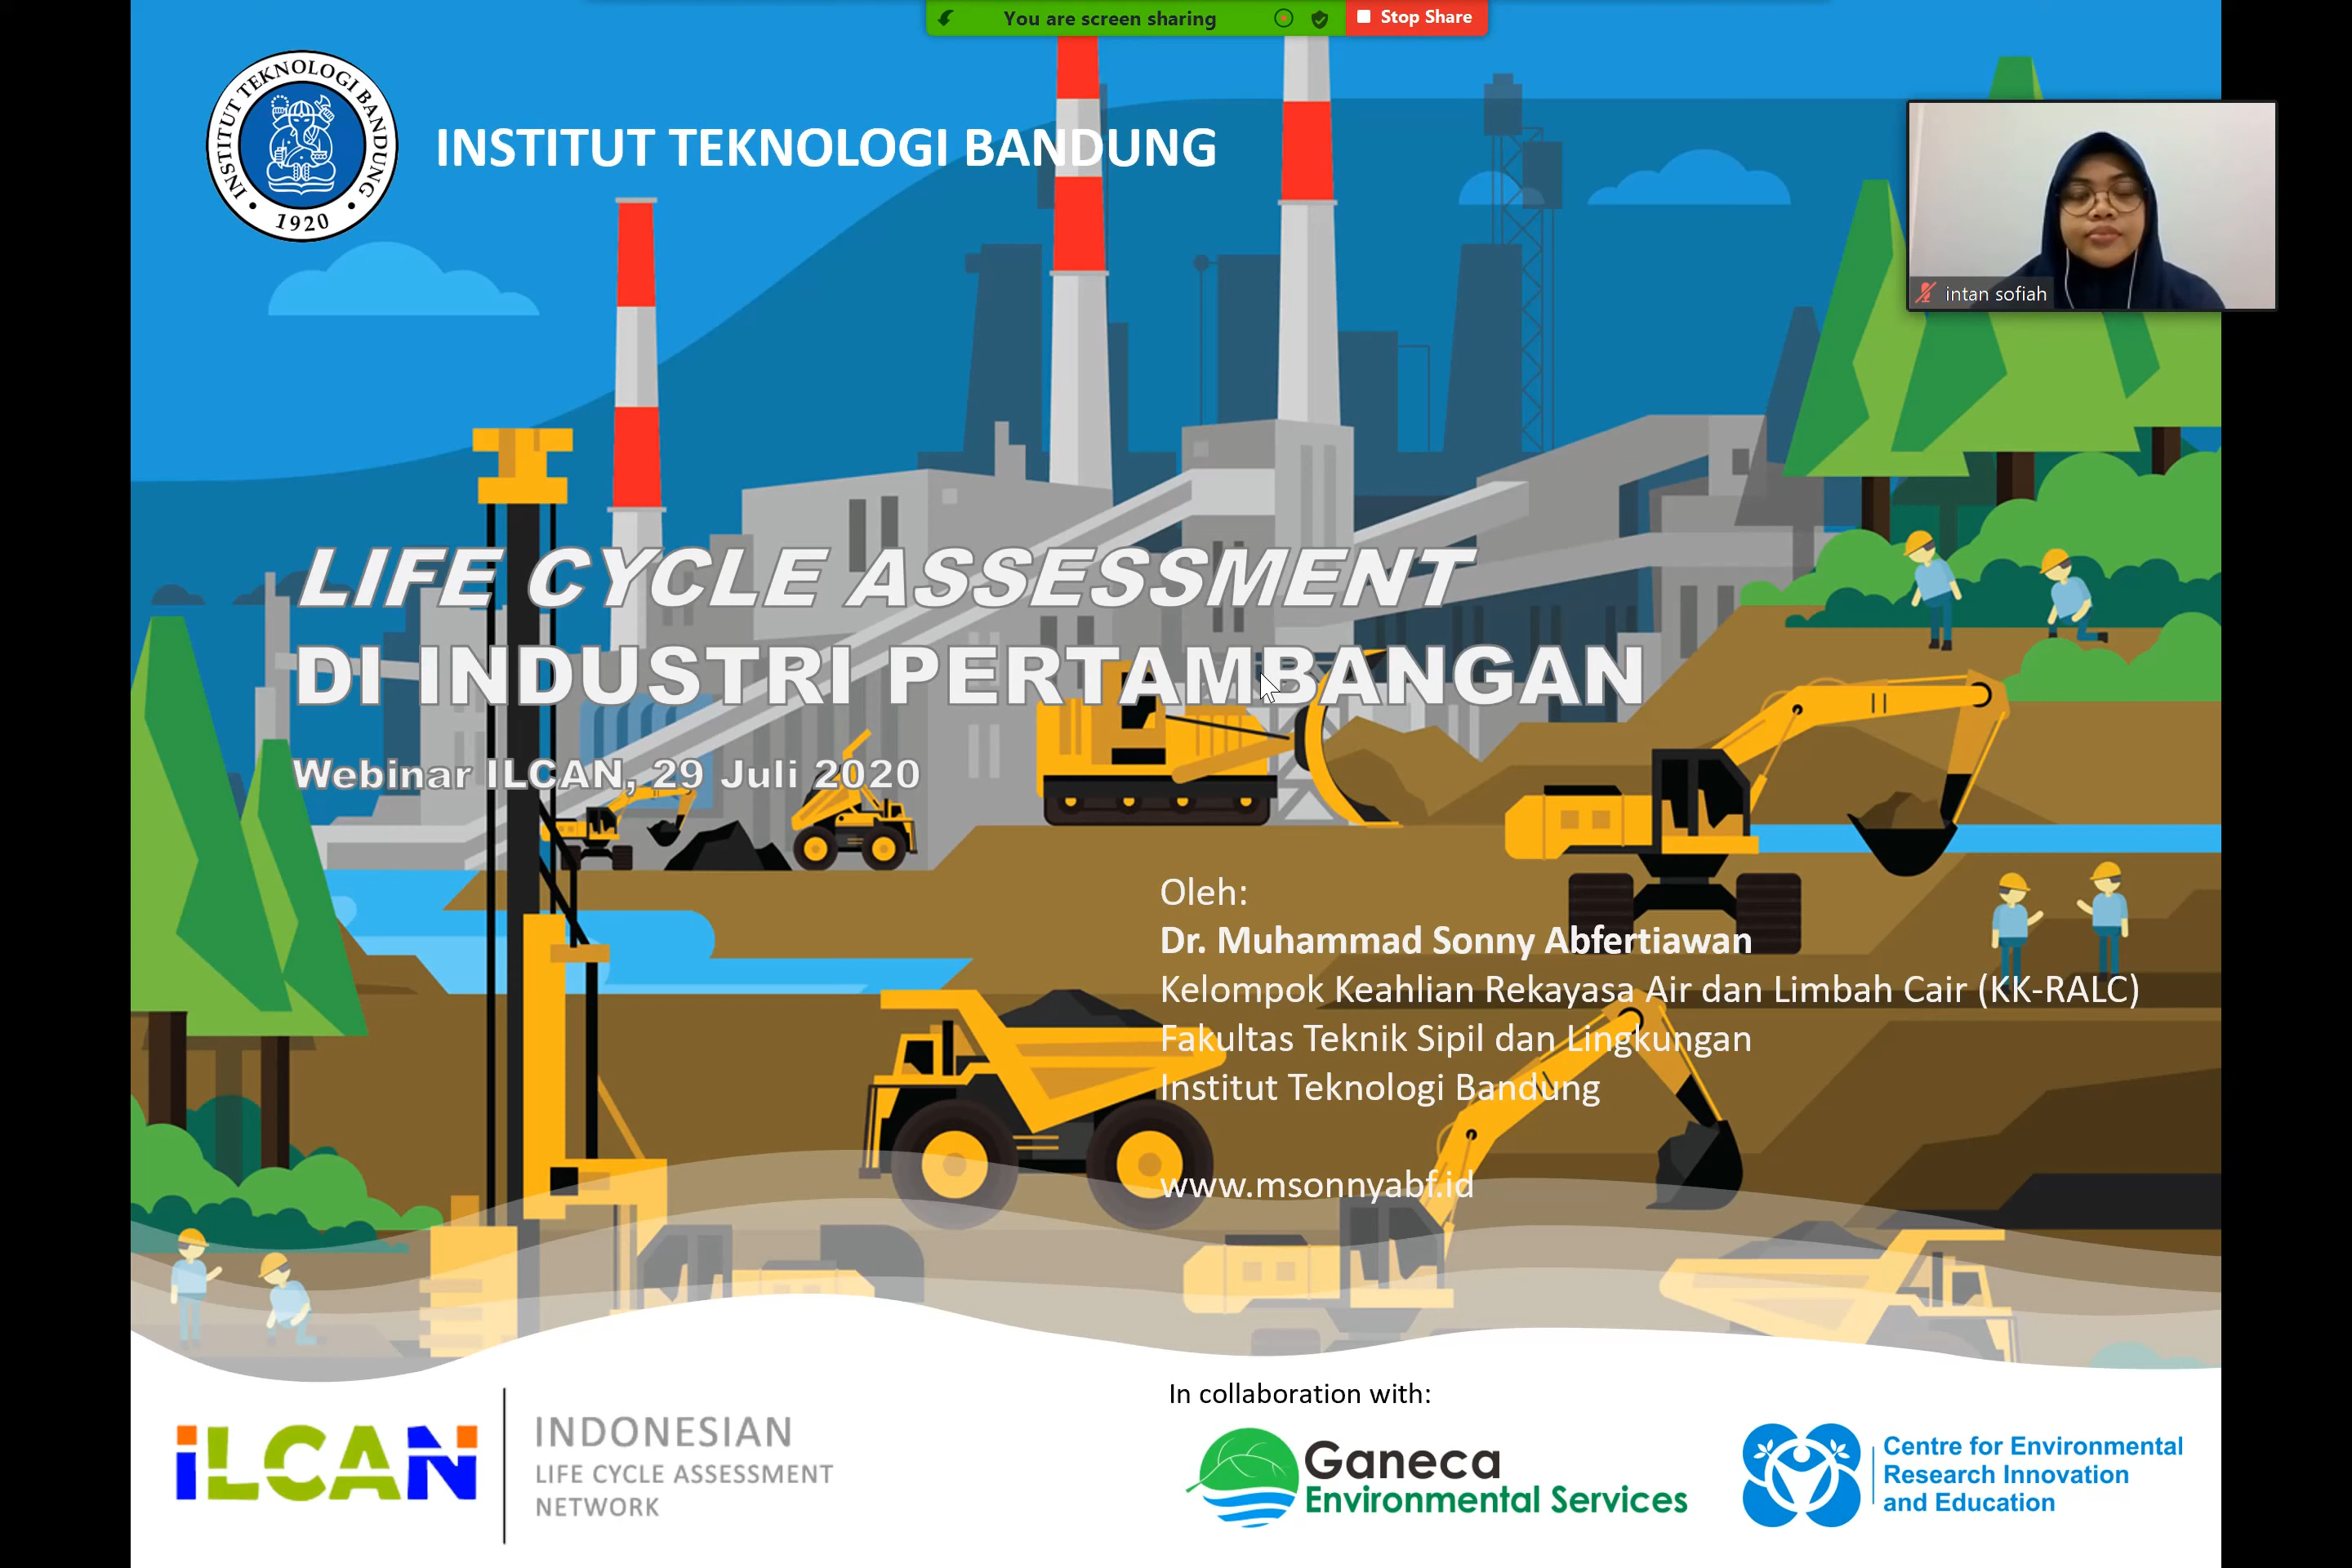 You are screen sharing
Stop Share
INSTITUT TEKNOLOGI BANDUNG
1920
INSTITUT TEKNOLOGI BANDUNG
intan sofiah
LIFE CYCLE ASSESSMENT
DI INDUSTRI PERTAMBANGAN
Webinar ILCAN, 29 Juli 2020
Oleh:
Dr. Muhammad Sonny Abfertiawan
Kelompok Keahlian Rekayasa Air dan Limbah Cair (KK-RALC)
Fakultas Teknik Sipil dan Lingkungan
Institut Teknologi Bandung
www.msonnyabf.id
iLCAN
INDONESIAN
LIFE CYCLE ASSESSMENT
NETWORK
In collaboration with:
Ganeca
Environmental Services
Centre for Environmental
Research Innovation
and Education